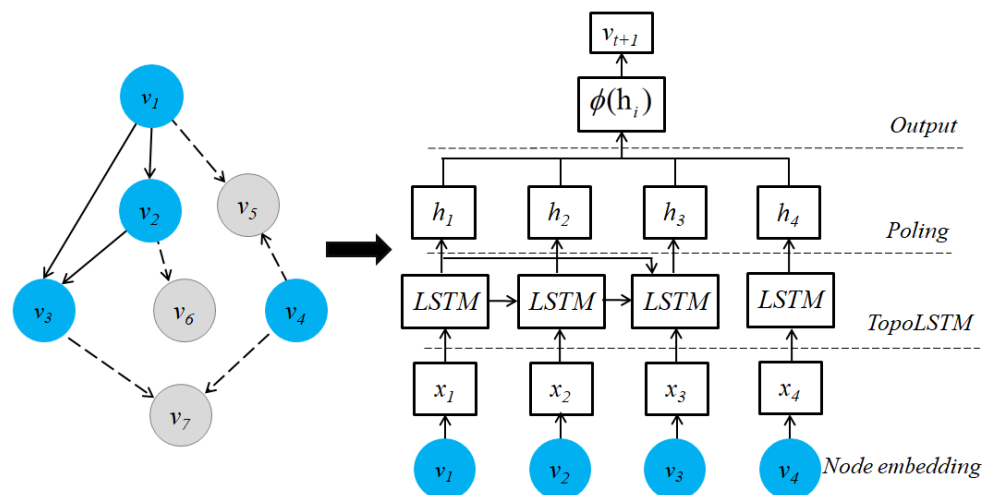 v1
v2
v5
v3
v6
v4
v7
vt+1
ϕ(hi)
Output
h1 h2 h3 h4
Poling
LSTM LSTM LSTM LSTM
TopoLSTM
x1 x2 x3 x4
v1 v2 v3 v4 Node embedding